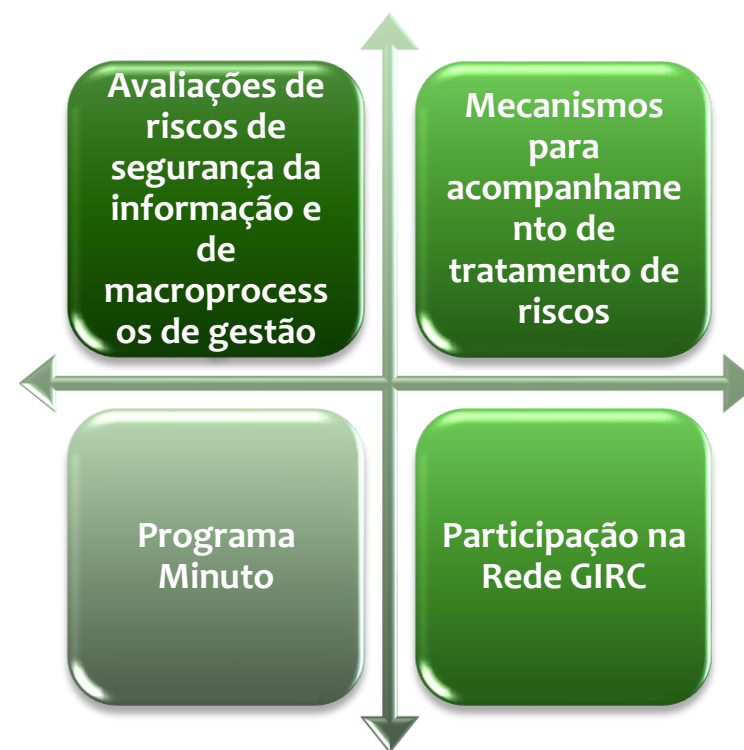 Avaliações de
riscos de
segurança da
informação e
de
macroprocess
os de gestão
Mecanismos
para
acompanhame
nto de
tratamento de
riscos
Programa
Minuto
Participação na
Rede GIRC